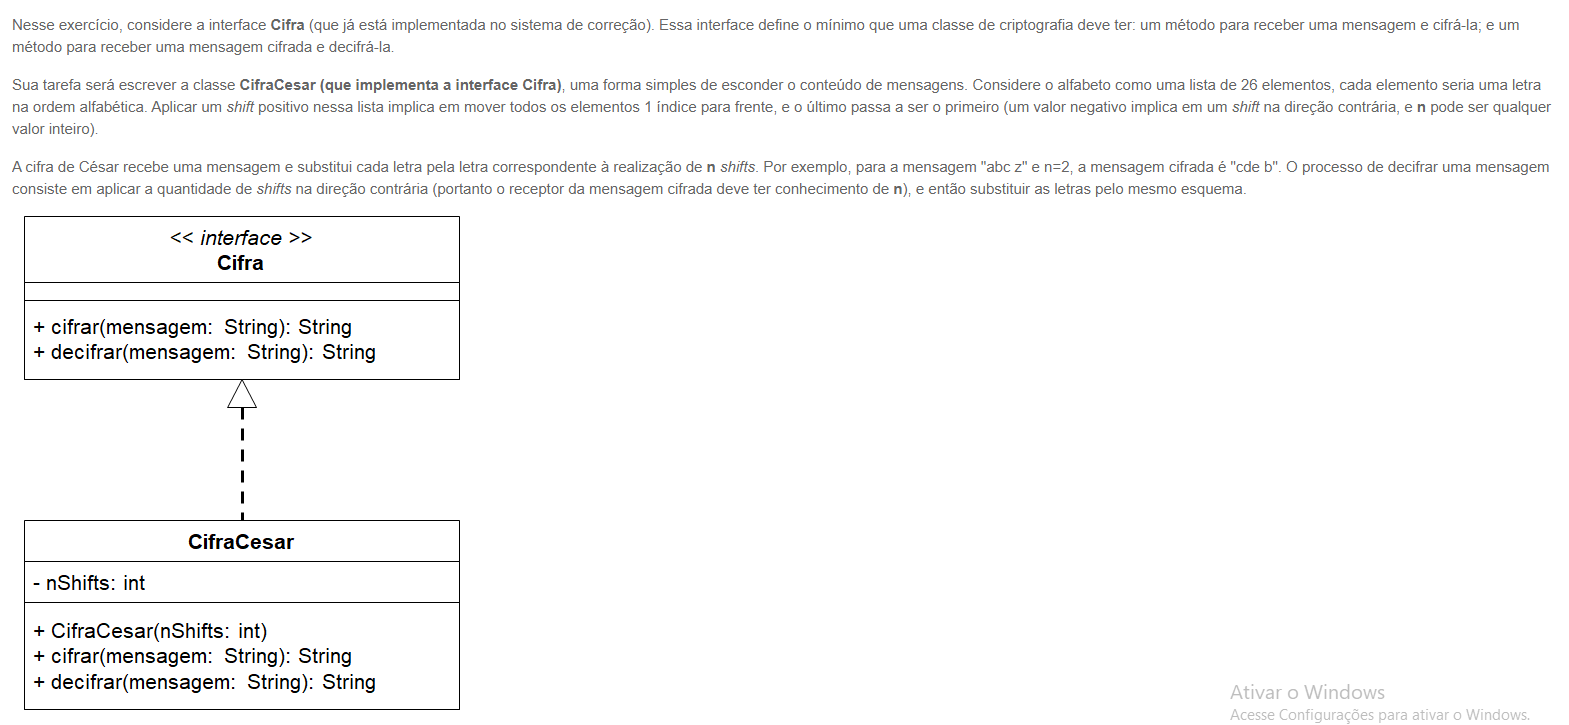 Nesse exercício, considere a interface Cifra (que já está implementada no sistema de correção). Essa interface define o mínimo que uma classe de criptografia deve ter: um método para receber uma mensagem e cifrá-la; e um
método para receber uma mensagem cifrada e decifrá-la.
Sua tarefa será escrever a classe CifraCesar (que implementa a interface Cifra), uma forma simples de esconder o conteúdo de mensagens. Considere o alfabeto como uma lista de 26 elementos, cada elemento seria uma letra
na ordem alfabética. Aplicar um shift positivo nessa lista implica em mover todos os elementos 1 índice para frente, e o último passa a ser o primeiro (um valor negativo implica em um shift na direção contrária, e n pode ser qualquer
valor inteiro).
A cifra de César recebe uma mensagem e substitui cada letra pela letra correspondente à realização de n shifts. Por exemplo, para a mensagem "abc z" e n=2, a mensagem cifrada é "cde b". O processo de decifrar uma mensagem
consiste em aplicar a quantidade de shifts na direção contrária (portanto o receptor da mensagem cifrada deve ter conhecimento de n), e então substituir as letras pelo mesmo esquema.
<< interface >>
Cifra
+ cifrar(mensagem: String): String
+ decifrar(mensagem: String): String
CifraCesar
- nShifts: int
+ CifraCesar(nShifts: int)
+ cifrar(mensagem: String): String
+ decifrar(mensagem: String): String
Ativar o Windows
Acesse Configurações para ativar o Windows.